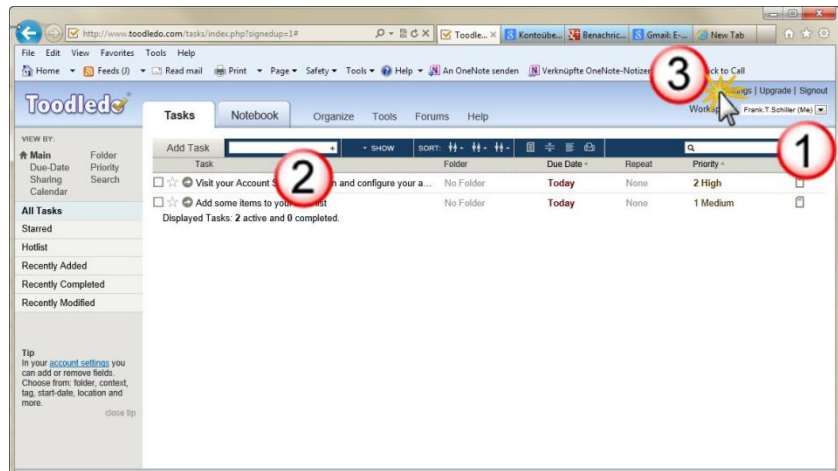 http://www.toodledo.com/tasks/index.php?signedup=1#
Toodle...
Kontoübe...
Benachric...
Gmail: E-...
New Tab
File Edit View Favorites Tools Help
Home Feeds (J) Read mail Print Page Safety Tools Help An OneNote senden Verknüpfte OneNote-Notizen to Call
3
Upgrade | Signout
Toodledo
Tasks Notebook Organize Tools Forums Help
Frank.T.Schiller (Me)
VIEW BY:
Main Folder
Due-Date Priority
Sharing Search
Calendar
All Tasks
Starred
Hotlist
Recently Added
Recently Completed
Recently Modified
Tip
In your account settings you
can add or remove fields.
Choose from: folder, context,
tag, start-date, location and
more.
close tip
Add Task + SHOW SORT:
1
Task Folder Due Date Repeat Priority
Visit your Account and configure your a... No Folder Today None 2 High
2
Add some items to No Folder Today None 1 Medium
Displayed Tasks: 2 active and 0 completed.